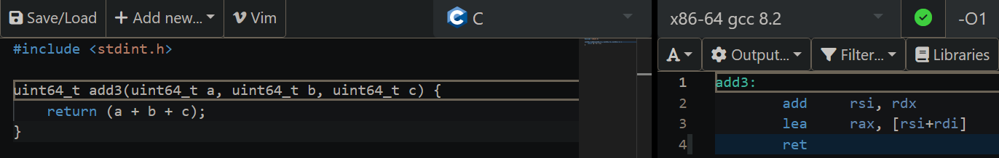 Save/Load + Add new... Vim C
#include <stdint.h>
uint64_t add3(uint64_t a, uint64_t b, uint64_t c) {
    return (a + b + c);
}
x86-64 gcc 8.2 -O1
A Output... Filter... Libraries
1 add3:
2 add rsi, rdx
3 lea rax, [rsi+rdi]
4 ret